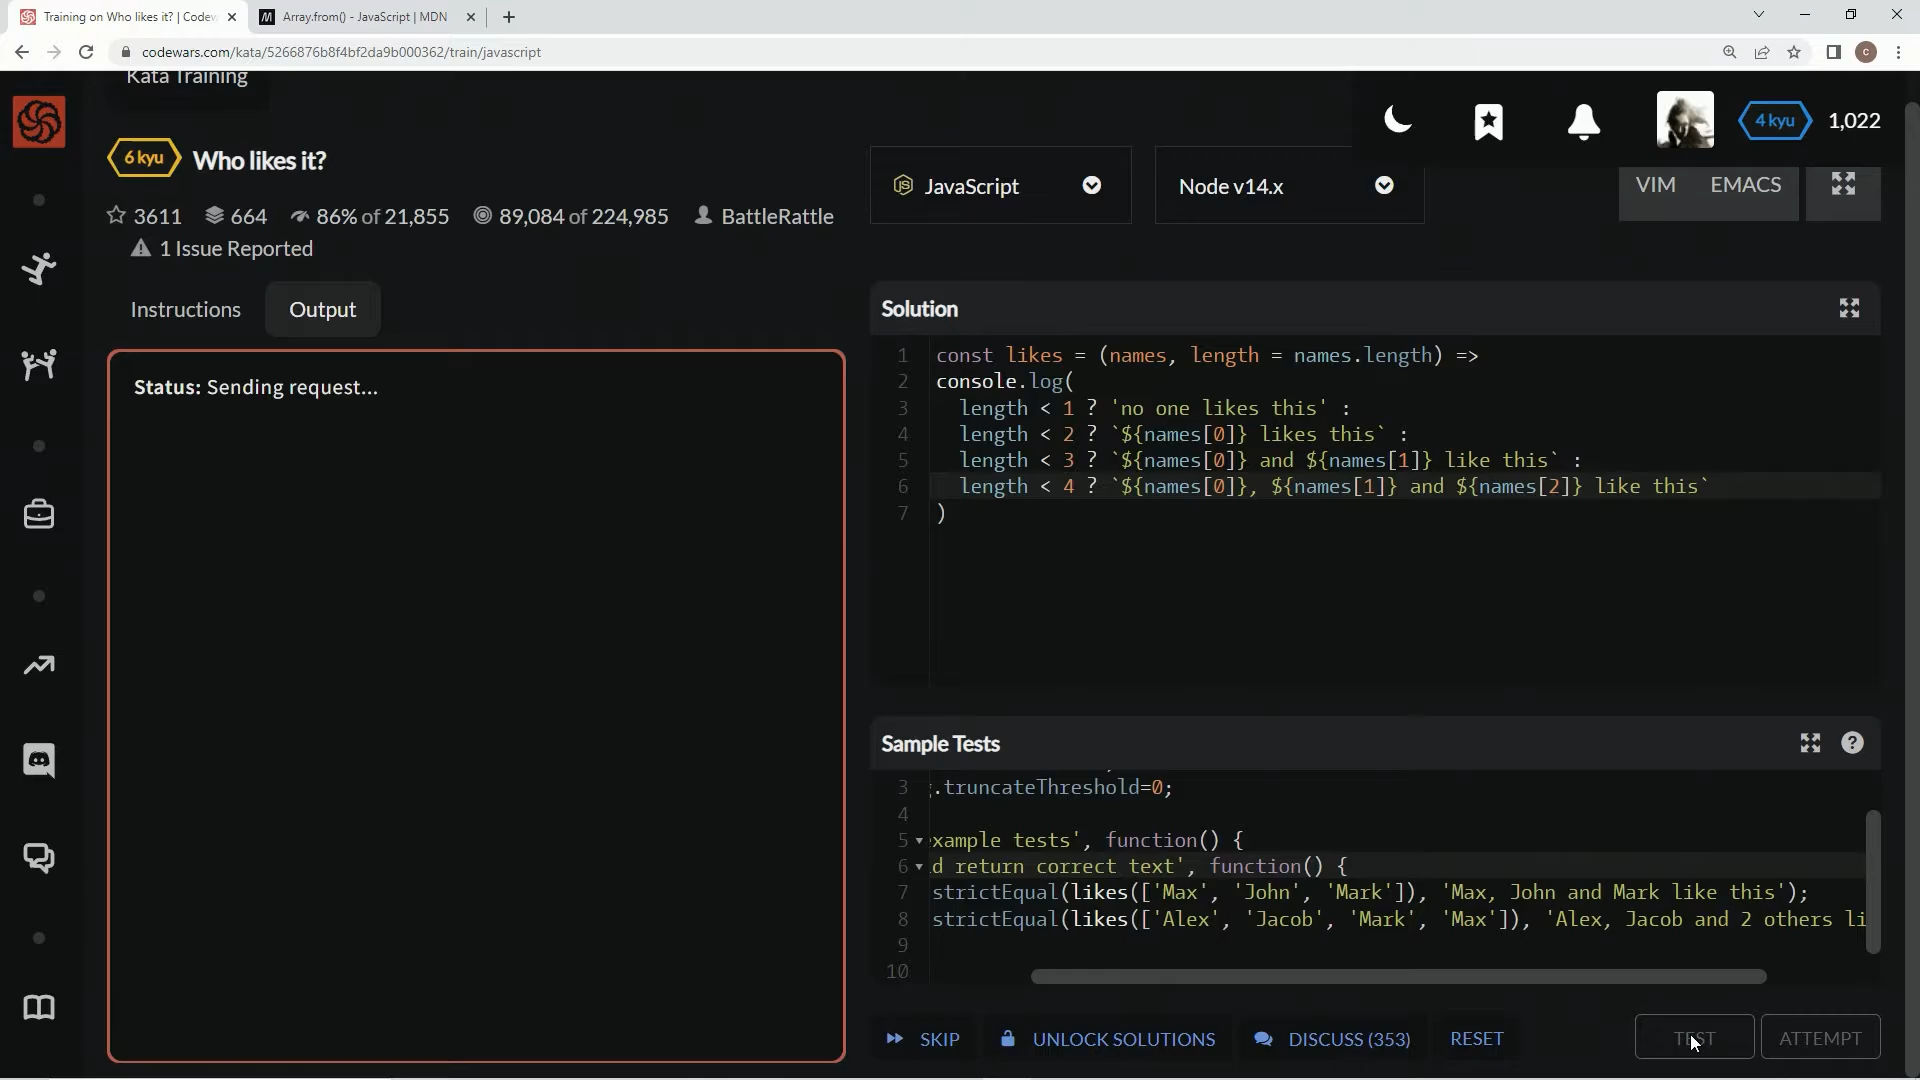 Training on Who likes it? | Codew
Array.from() - JavaScript | MDN
codewars.com/kata/5266876b8f4bf2da9b000362/train/javascript
C
Kata Training
4 kyu
1,022
6 kyu
Who likes it?
3611
664
86% of 21,855
89,084 of 224,985
BattleRattle
1 Issue Reported
JavaScript
Node v14.x
VIM
EMACS
Instructions
Output
Status: Sending request...
Solution
1 const likes = (names, length = names.length) =>
2 console.log(
3 length < 1 ? 'no one likes this' :
4 length < 2 ? `${names[0]} likes this` :
5 length < 3 ? `${names[0]} and ${names[1]} like this` :
6 length < 4 ? `${names[0]}, ${names[1]} and ${names[2]} like this`
7 )
Sample Tests
3 .truncateThreshold=0;
4
5 xample tests', function() {
6 d return correct text', function() {
7 strictEqual(likes(['Max', 'John', 'Mark']), 'Max, John and Mark like this');
8 strictEqual(likes(['Alex', 'Jacob', 'Mark', 'Max']), 'Alex, Jacob and 2 others li
9
10
SKIP
UNLOCK SOLUTIONS
DISCUSS (353)
RESET
TEST
ATTEMPT